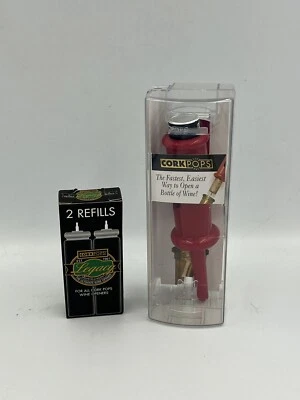 2 REFILLS
CORKPOPS
Legacy
FOR ALL CORK POPS
WINE OPENERS
CORKPOPS
The Fastest, Easiest
Way to Open a
Bottle of Wine!